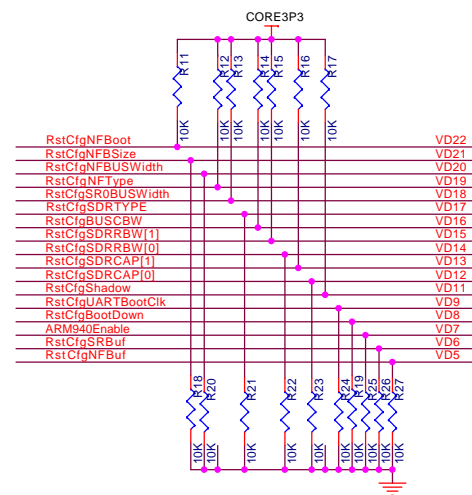 CORE3P3
R11 R12 R13 R14 R15 R16 R17
10K 10K 10K 10K 10K 10K 10K
RstCfgNFBoot VD22
RstCfgNFBSize VD21
RstCfgNFBUSWidth VD20
RstCfgNFType VD19
RstCfgSR0BUSWidth VD18
RstCfgSDRTYPE VD17
RstCfgBUSCBW VD16
RstCfgSDRRBW[1] VD15
RstCfgSDRRBW[0] VD14
RstCfgSDRCAP[1] VD13
RstCfgSDRCAP[0] VD12
RstCfgShadow VD11
RstCfgUARTBootClk VD9
RstCfgBootDown VD8
ARM940Enable VD7
RstCfgSRBuf VD6
RstCfgNFBuf VD5
R18 R20 R21 R22 R23 R24 R19 R25 R26 R27
10K 10K 10K 10K 10K 10K 10K 10K 10K 10K